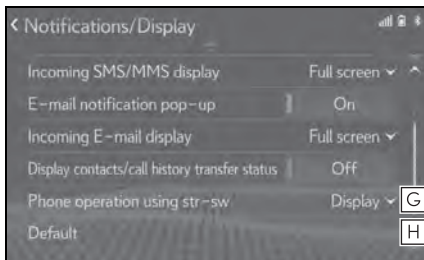 Notifications/Display
Incoming SMS/MMS display Full screen
E-mail notification pop-up On
Incoming E-mail display Full screen
Display contacts/call history transfer status Off
Phone operation using str-sw Display G
Default H